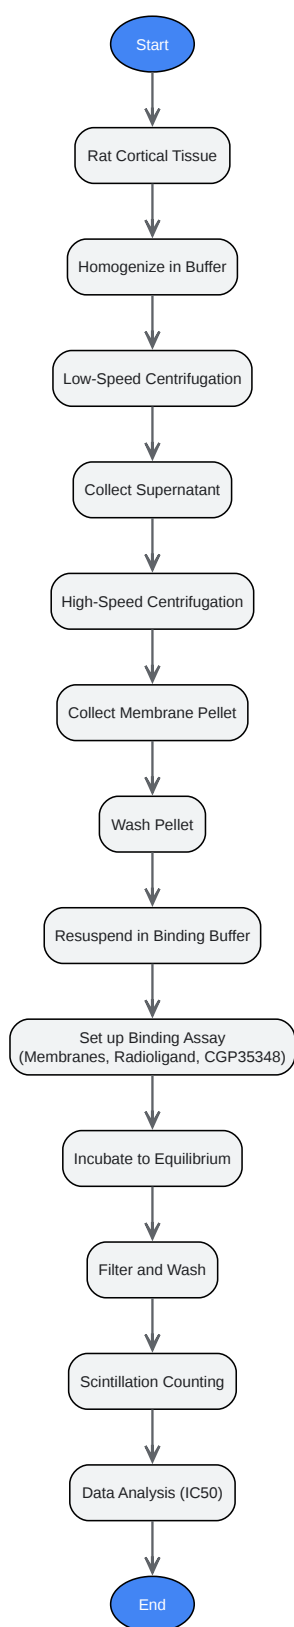 Start
Rat Cortical Tissue
Homogenize in Buffer
Low-Speed Centrifugation
Collect Supernatant
High-Speed Centrifugation
Collect Membrane Pellet
Wash Pellet
Resuspend in Binding Buffer
Set up Binding Assay
(Membranes, Radioligand, CGP35348)
Incubate to Equilibrium
Filter and Wash
Scintillation Counting
Data Analysis (IC50)
End